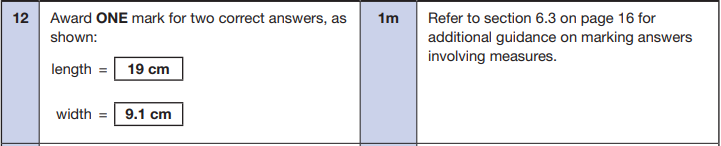 12
Award ONE mark for two correct answers, as
shown:
length = 19 cm
width = 9.1 cm
1m
Refer to section 6.3 on page 16 for
additional guidance on marking answers
involving measures.